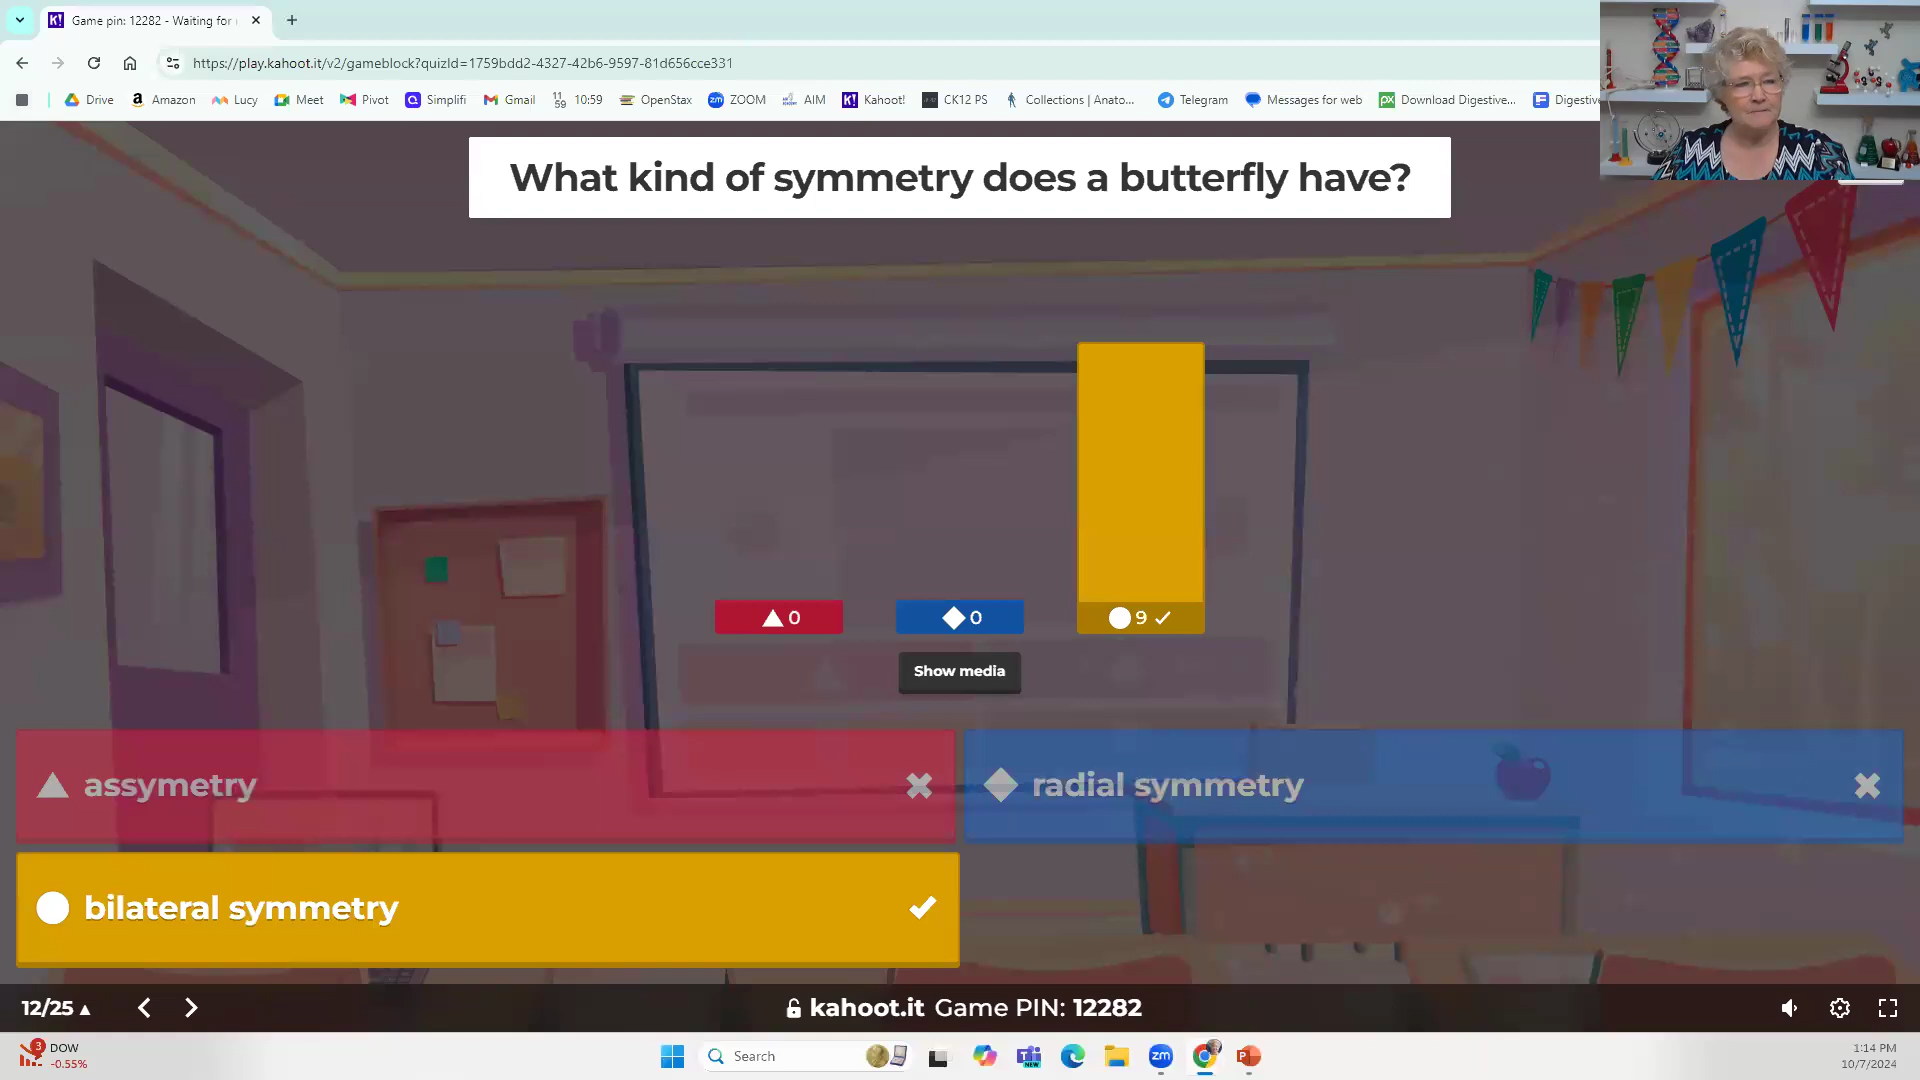 Game pin: 12282 - Waiting for
https://play.kahoot.it/v2/gameblock?quizId=1759bdd2-4327-42b6-9597-81d656cce331
Drive Amazon Lucy Meet Pivot Simplifi Gmail 11 59 10:59 OpenStax ZOOM AIM Kahoot! CK12 PS Collections | Anato... Telegram Messages for web Download Digestive... Digestiv
What kind of symmetry does a butterfly have?
0 0 9
Show media
assymetry
radial symmetry
bilateral symmetry
12/25 kahoot.it Game PIN: 12282
3 DOW
-0.55%
Search
1:14 PM
10/7/2024